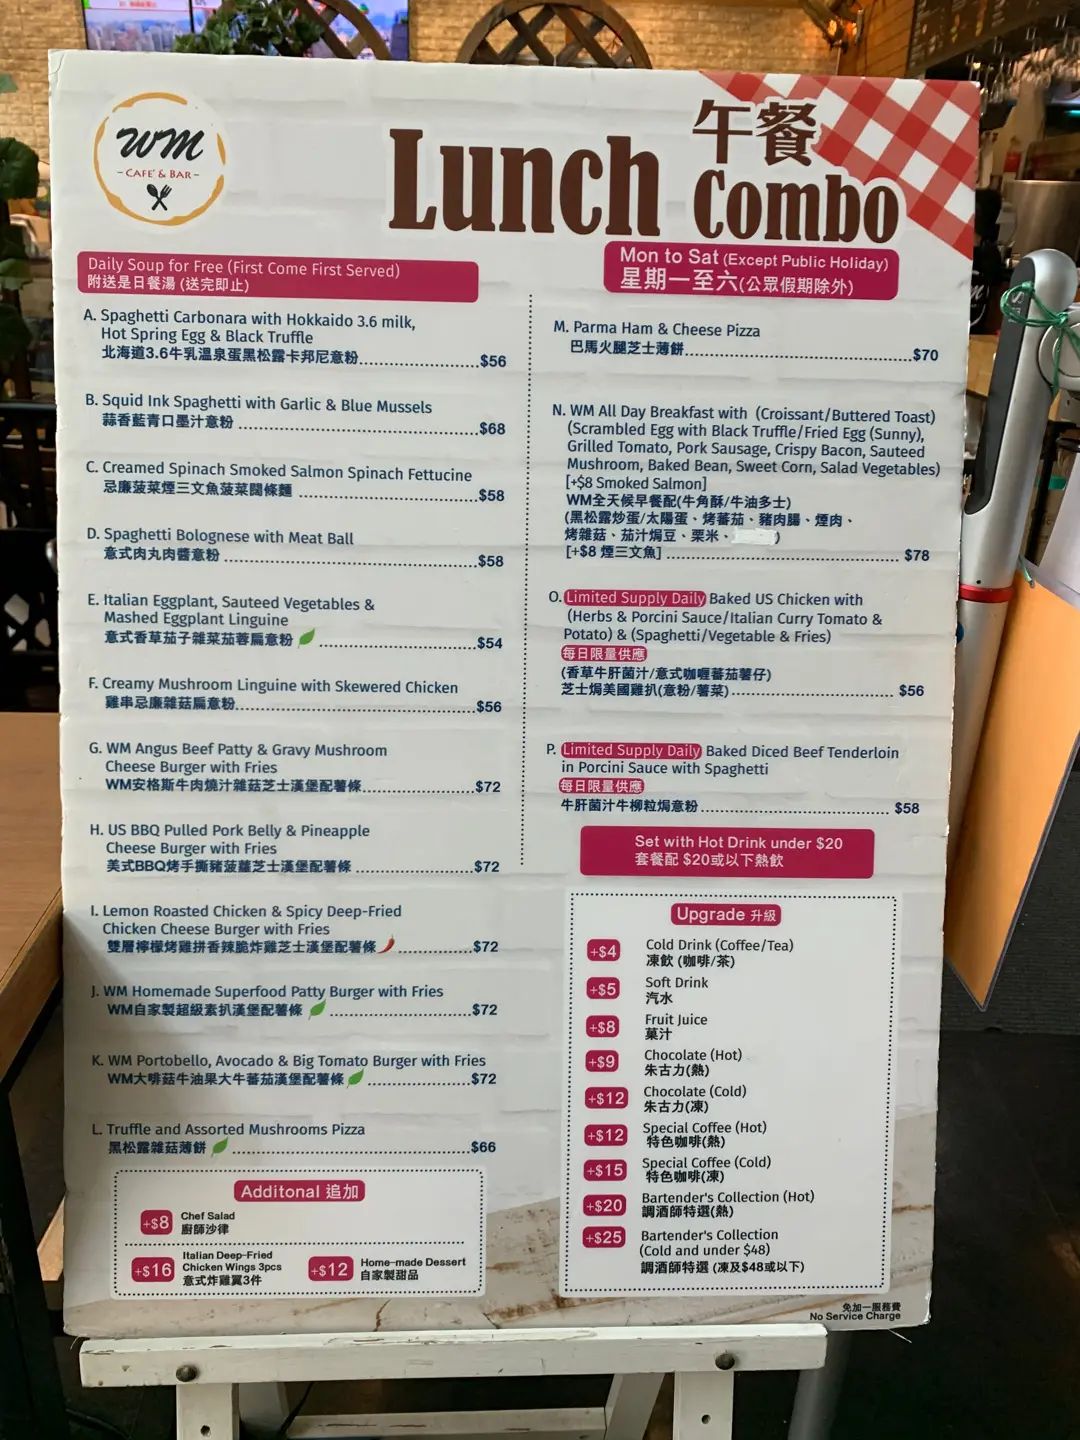 WM
- CAFE' & BAR -
午餐
Lunch Combo
Daily Soup for Free (First Come First Served)
附送是日餐湯 (送完即止)
Mon to Sat (Except Public Holiday)
星期一至六(公眾假期除外)
A. Spaghetti Carbonara with Hokkaido 3.6 milk,
Hot Spring Egg & Black Truffle
北海道3.6牛乳溫泉蛋黑松露卡邦尼意粉 $56
B. Squid Ink Spaghetti with Garlic & Blue Mussels
蒜香藍青口墨汁意粉 $68
C. Creamed Spinach Smoked Salmon Spinach Fettucine
忌廉菠菜煙三文魚菠菜闊條麵 $58
D. Spaghetti Bolognese with Meat Ball
意式肉丸肉醬意粉 $58
E. Italian Eggplant, Sauteed Vegetables &
Mashed Eggplant Linguine
意式香草茄子雜菜茄蓉扁意粉 $54
F. Creamy Mushroom Linguine with Skewered Chicken
雞串忌廉雜菇扁意粉 $56
G. WM Angus Beef Patty & Gravy Mushroom
Cheese Burger with Fries
WM安格斯牛肉燒汁雜菇芝士漢堡配薯條 $72
H. US BBQ Pulled Pork Belly & Pineapple
Cheese Burger with Fries
美式BBQ烤手撕豬菠蘿芝士漢堡配薯條 $72
I. Lemon Roasted Chicken & Spicy Deep-Fried
Chicken Cheese Burger with Fries
雙層檸檬烤雞拼香辣脆炸雞芝士漢堡配薯條 $72
J. WM Homemade Superfood Patty Burger with Fries
WM自家製超級素扒漢堡配薯條 $72
K. WM Portobello, Avocado & Big Tomato Burger with Fries
WM大啡菇牛油果大牛蕃茄漢堡配薯條 $72
L. Truffle and Assorted Mushrooms Pizza
黑松露雜菇薄餅 $66
Additonal 追加
+$8 Chef Salad
廚師沙律
+$16 Italian Deep-Fried
Chicken Wings 3pcs
意式炸雞翼3件
+$12 Home-made Dessert
自家製甜品
M. Parma Ham & Cheese Pizza
巴馬火腿芝士薄餅 $70
N. WM All Day Breakfast with (Croissant/Buttered Toast)
(Scrambled Egg with Black Truffle/Fried Egg (Sunny),
Grilled Tomato, Pork Sausage, Crispy Bacon, Sauteed
Mushroom, Baked Bean, Sweet Corn, Salad Vegetables)
[+$8 Smoked Salmon]
WM全天候早餐配(牛角酥/牛油多士)
(黑松露炒蛋/太陽蛋、烤蕃茄、豬肉腸、煙肉、
烤雜菇、茄汁焗豆、栗米、 )
[+$8 煙三文魚] $78
O. Limited Supply Daily Baked US Chicken with
(Herbs & Porcini Sauce/Italian Curry Tomato &
Potato) & (Spaghetti/Vegetable & Fries)
每日限量供應
(香草牛肝菌汁/意式咖喱蕃茄薯仔)
芝士焗美國雞扒(意粉/薯菜) $56
P. Limited Supply Daily Baked Diced Beef Tenderloin
in Porcini Sauce with Spaghetti
每日限量供應
牛肝菌汁牛柳粒焗意粉 $58
Set with Hot Drink under $20
套餐配 $20或以下熱飲
Upgrade 升級
+$4 Cold Drink (Coffee/Tea)
凍飲 (咖啡/茶)
+$5 Soft Drink
汽水
+$8 Fruit Juice
菓汁
+$9 Chocolate (Hot)
朱古力(熱)
+$12 Chocolate (Cold)
朱古力(凍)
+$12 Special Coffee (Hot)
特色咖啡(熱)
+$15 Special Coffee (Cold)
特色咖啡(凍)
+$20 Bartender's Collection (Hot)
調酒師特選(熱)
+$25 Bartender's Collection
(Cold and under $48)
調酒師特選 (凍及$48或以下)
免加一服務費
No Service Charge